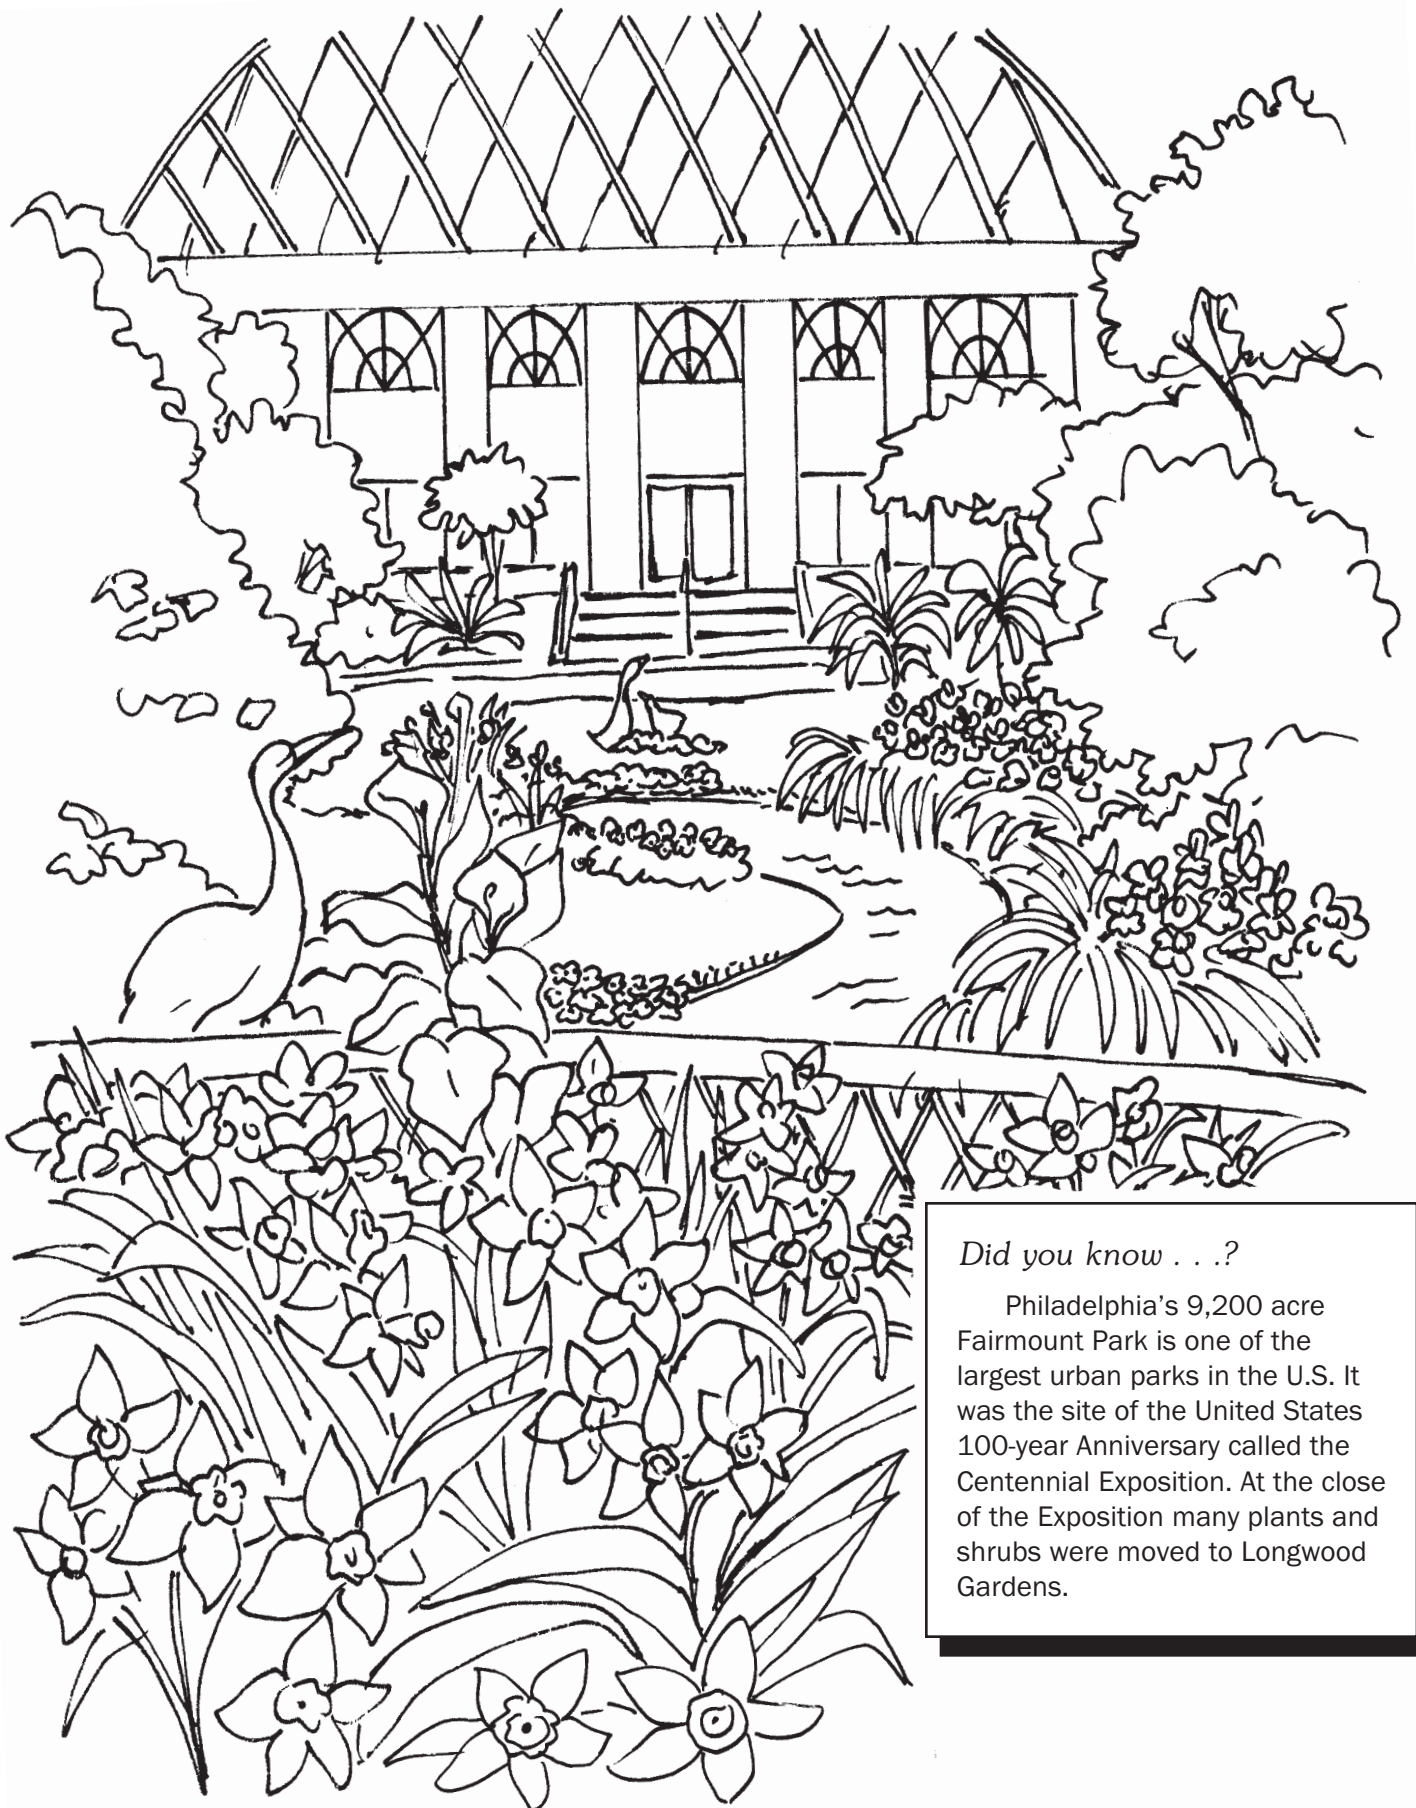 Did you know . . .?
Philadelphia’s 9,200 acre
Fairmount Park is one of the
largest urban parks in the U.S. It
was the site of the United States
100-year Anniversary called the
Centennial Exposition. At the close
of the Exposition many plants and
shrubs were moved to Longwood
Gardens.